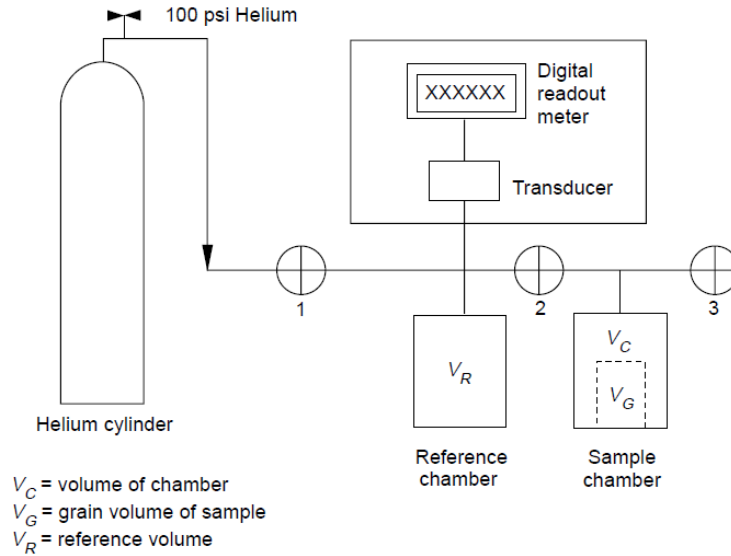 100 psi Helium
Digital
readout
meter
XXXXXX
Transducer
1
2
3
V_R
V_C
V_G
Helium cylinder
Reference
chamber
Sample
chamber
V_C = volume of chamber
V_G = grain volume of sample
V_R = reference volume